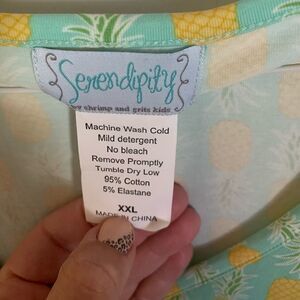 Serendipity
by shrimp and grits kids
Machine Wash Cold
Mild detergent
No bleach
Remove Promptly
Tumble Dry Low
95% Cotton
5% Elastane
XXL
MADE IN CHINA